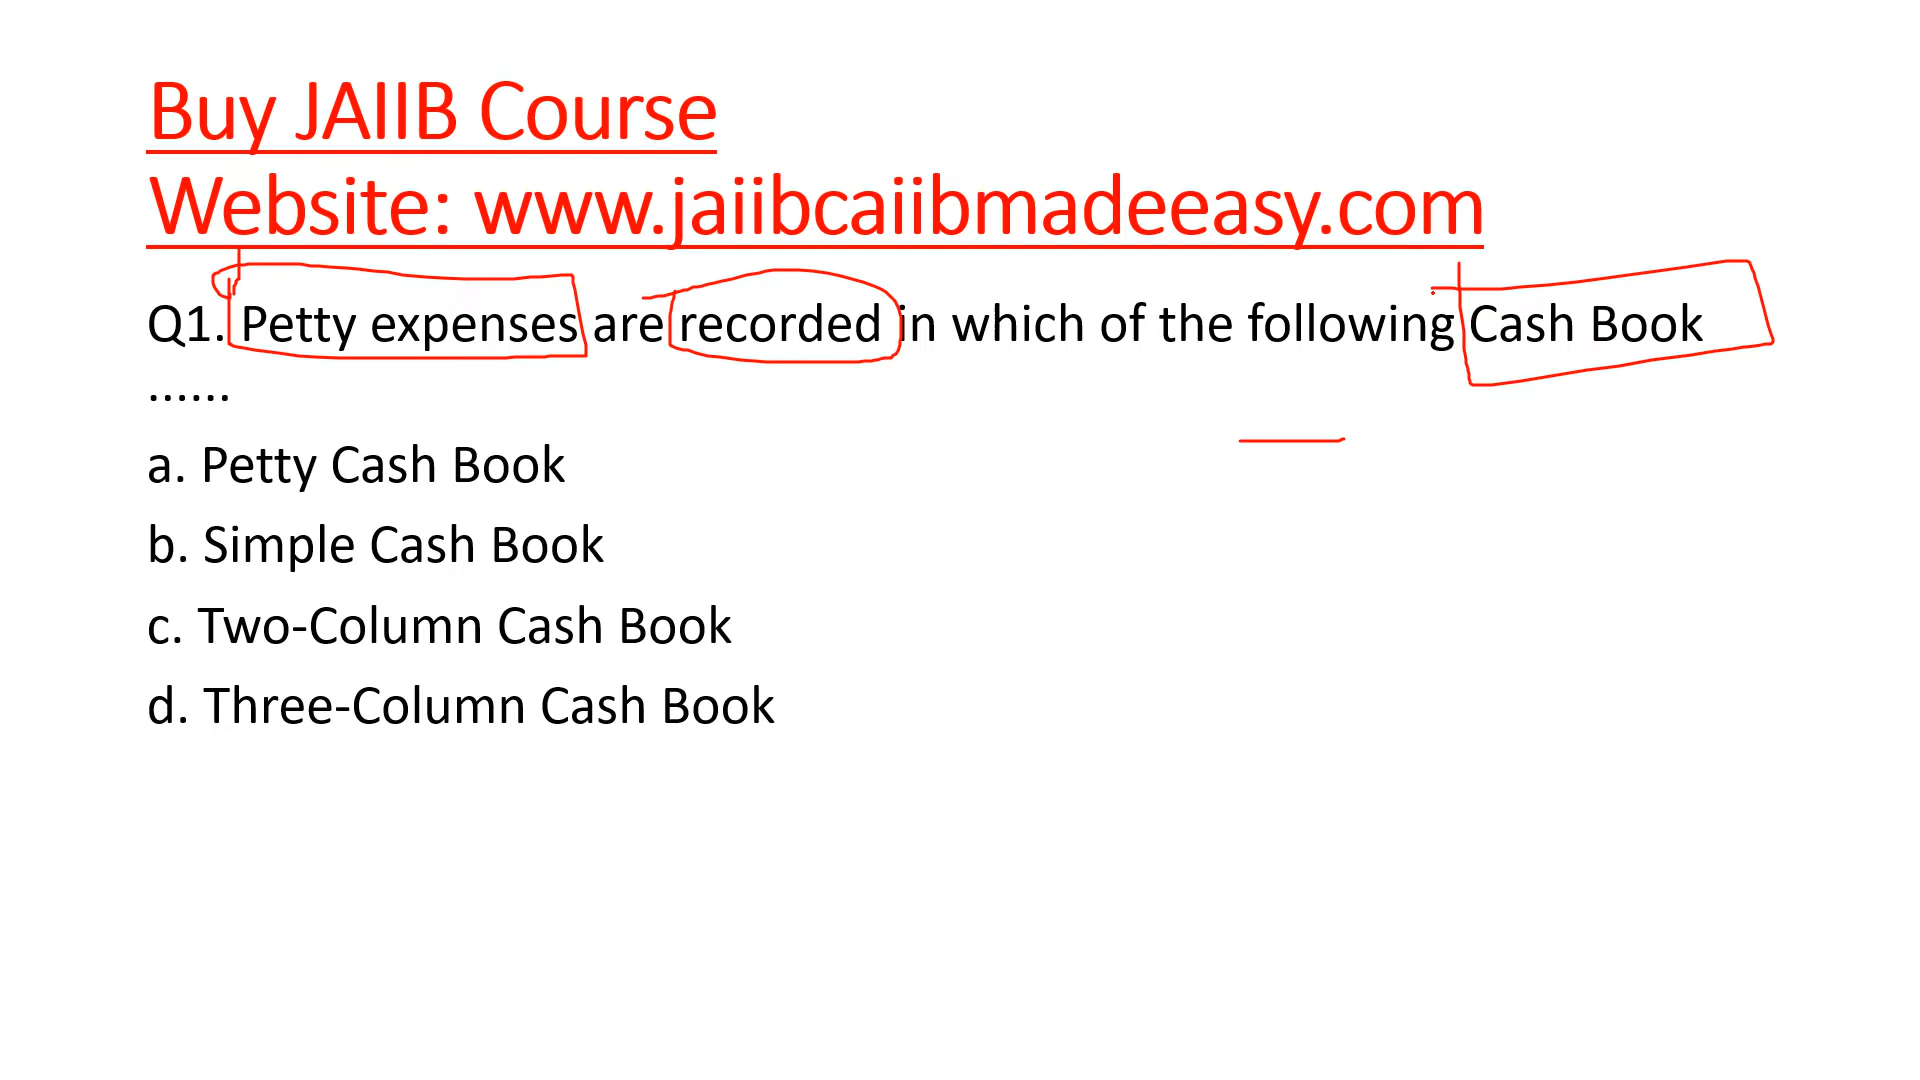 Buy JAIIB Course
Website: www.jaiibcaiibmadeeasy.com
Q1. Petty expenses are recorded in which of the following Cash Book
......
a. Petty Cash Book
b. Simple Cash Book
c. Two-Column Cash Book
d. Three-Column Cash Book